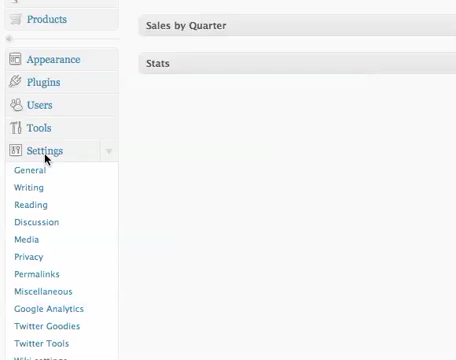 Products
Sales by Quarter
Stats
Appearance
Plugins
Users
Tools
Settings
General
Writing
Reading
Discussion
Media
Privacy
Permalinks
Miscellaneous
Google Analytics
Twitter Goodies
Twitter Tools
Wiki settings